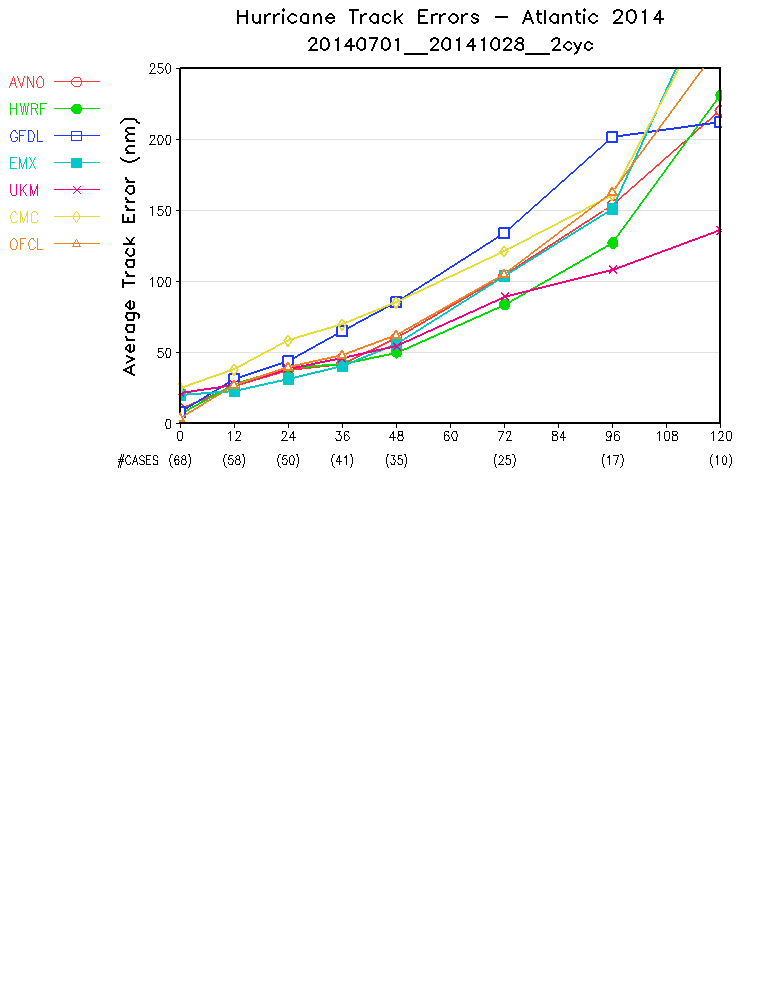 Hurricane Track Errors – Atlantic 2014
20140701__20141028__2cyc
AVNO
HWRF
GFDL
EMX
UKM
CMC
OFCL
Average Track Error (nm)
250
200
150
100
50
0
0 12 24 36 48 60 72 84 96 108 120
#CASES (68) (58) (50) (41) (35) (25) (17) (10)